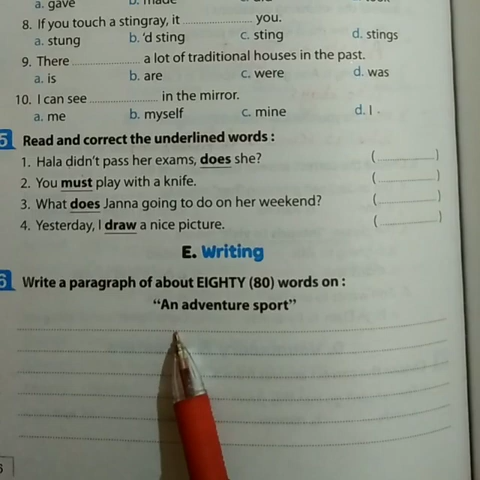 a. gave b. made
8. If you touch a stingray, it ................ you.
a. stung b. 'd sting c. sting d. stings
9. There ................ a lot of traditional houses in the past.
a. is b. are c. were d. was
10. I can see ................ in the mirror.
a. me b. myself c. mine d. I .
5 Read and correct the underlined words :
1. Hala didn't pass her exams, does she? (................)
2. You must play with a knife. (................)
3. What does Janna going to do on her weekend? (................)
4. Yesterday, I draw a nice picture. (................)
E. Writing
6 Write a paragraph of about EIGHTY (80) words on :
"An adventure sport"